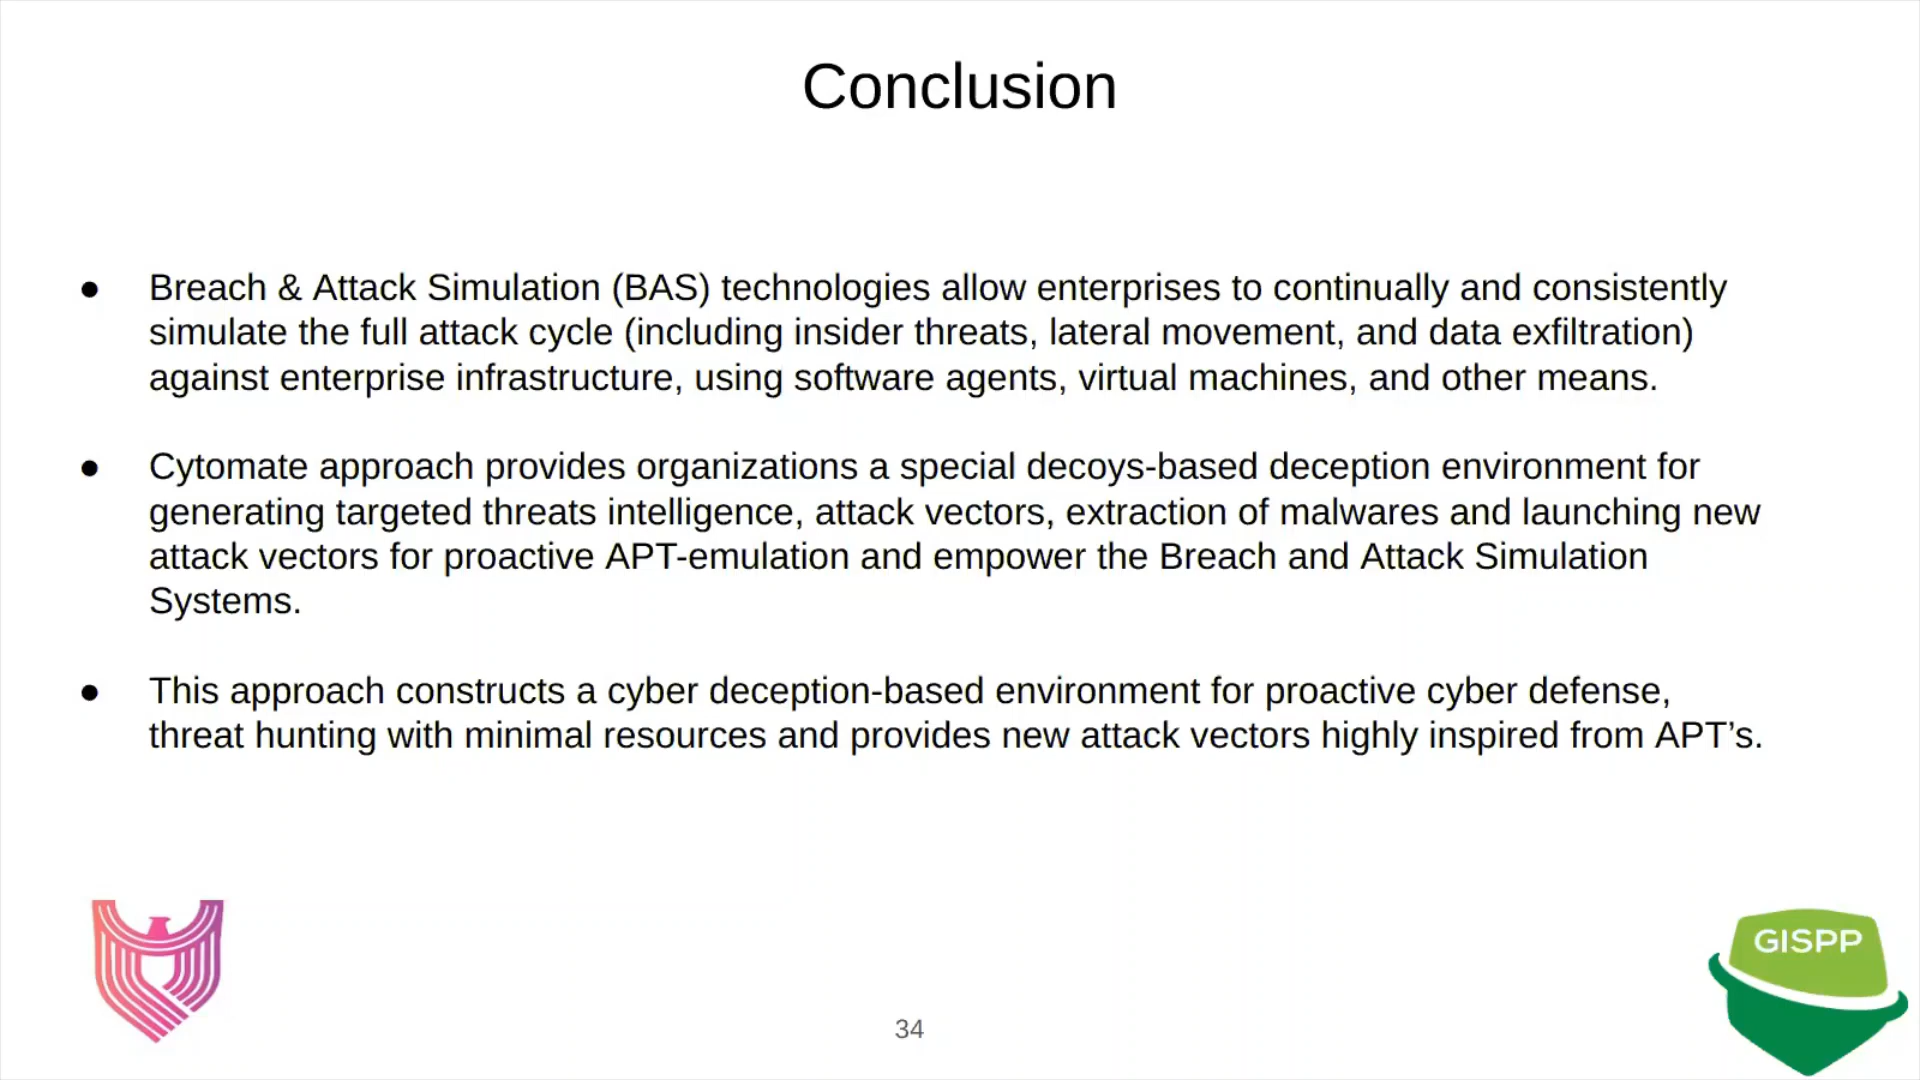 Conclusion
● Breach & Attack Simulation (BAS) technologies allow enterprises to continually and consistently
simulate the full attack cycle (including insider threats, lateral movement, and data exfiltration)
against enterprise infrastructure, using software agents, virtual machines, and other means.
● Cytomate approach provides organizations a special decoys-based deception environment for
generating targeted threats intelligence, attack vectors, extraction of malwares and launching new
attack vectors for proactive APT-emulation and empower the Breach and Attack Simulation
Systems.
● This approach constructs a cyber deception-based environment for proactive cyber defense,
threat hunting with minimal resources and provides new attack vectors highly inspired from APT’s.
GISPP
34